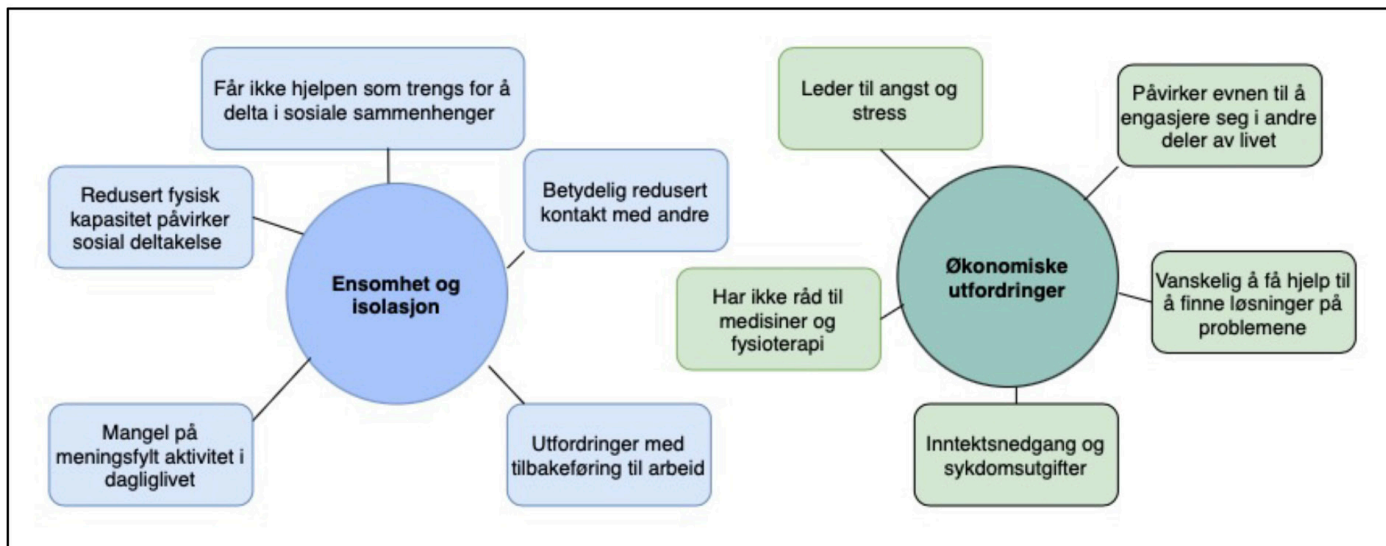 Får ikke hjelpen som trengs for å
delta i sosiale sammenhenger
Redusert fysisk
kapasitet påvirker
sosial deltakelse
Betydelig redusert
kontakt med andre
Ensomhet og
isolasjon
Mangel på
meningsfylt aktivitet i
dagliglivet
Utfordringer med
tilbakeføring til arbeid
Leder til angst og
stress
Påvirker evnen til å
engasjere seg i andre
deler av livet
Økonomiske
utfordringer
Har ikke råd til
medisiner og
fysioterapi
Vanskelig å få hjelp til
å finne løsninger på
problemene
Inntektsnedgang og
sykdomsutgifter